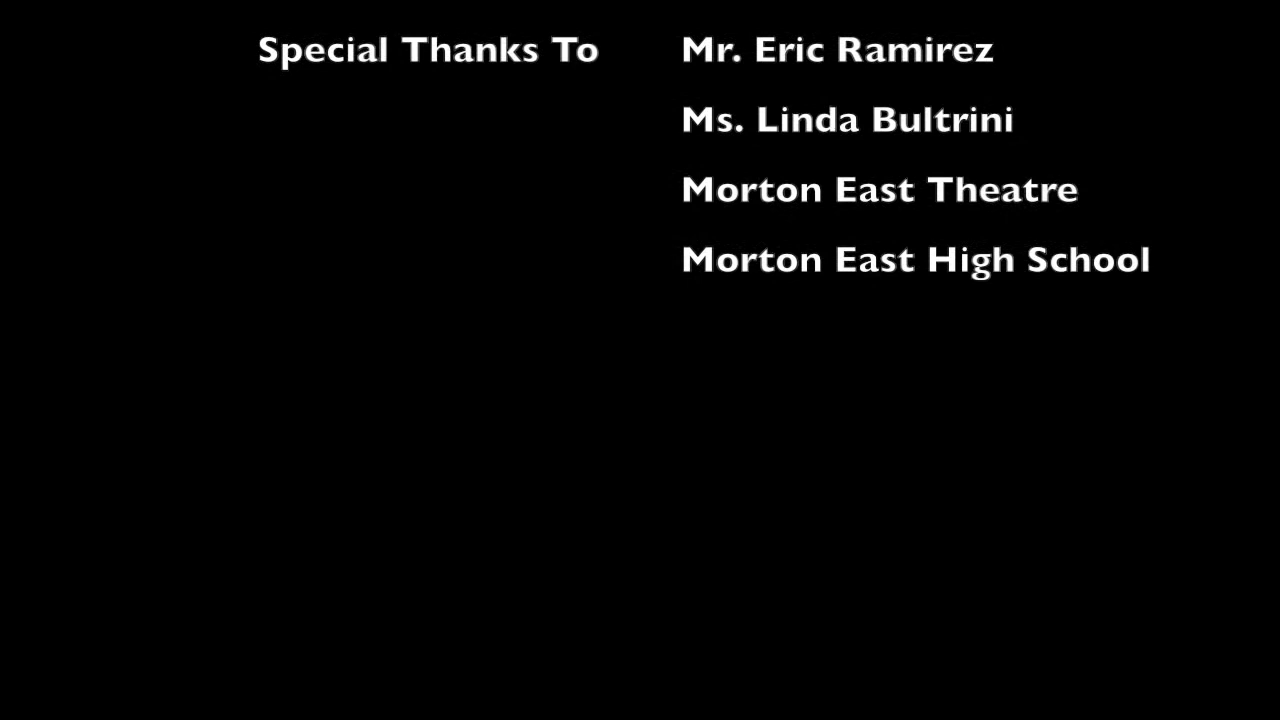 Special Thanks To Mr. Eric Ramirez
Ms. Linda Bultrini
Morton East Theatre
Morton East High School